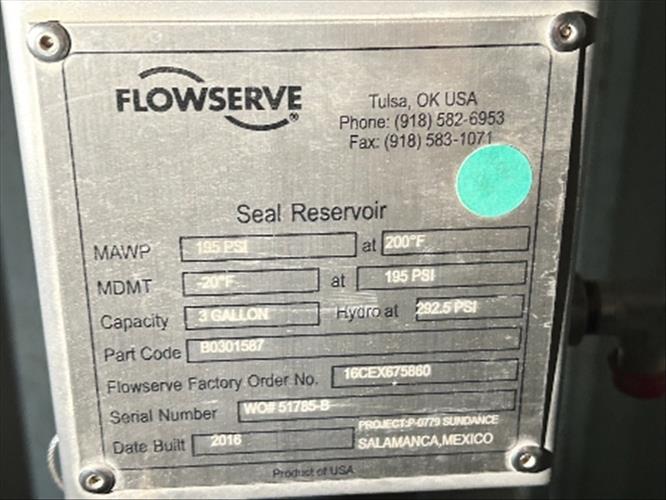 FLOWSERVE®
Tulsa, OK USA
Phone: (918) 582-6953
Fax: (918) 583-1071
Seal Reservoir
MAWP 195 PSI at 200°F
MDMT -20°F at 195 PSI
Capacity 3 GALLON Hydro at 292.5 PSI
Part Code B0301587
Flowserve Factory Order No. 16CEX675860
Serial Number WO# 51785-B
Date Built 2016 PROJECT:P-0779 SUNDANCE
SALAMANCA,MEXICO
Product of USA